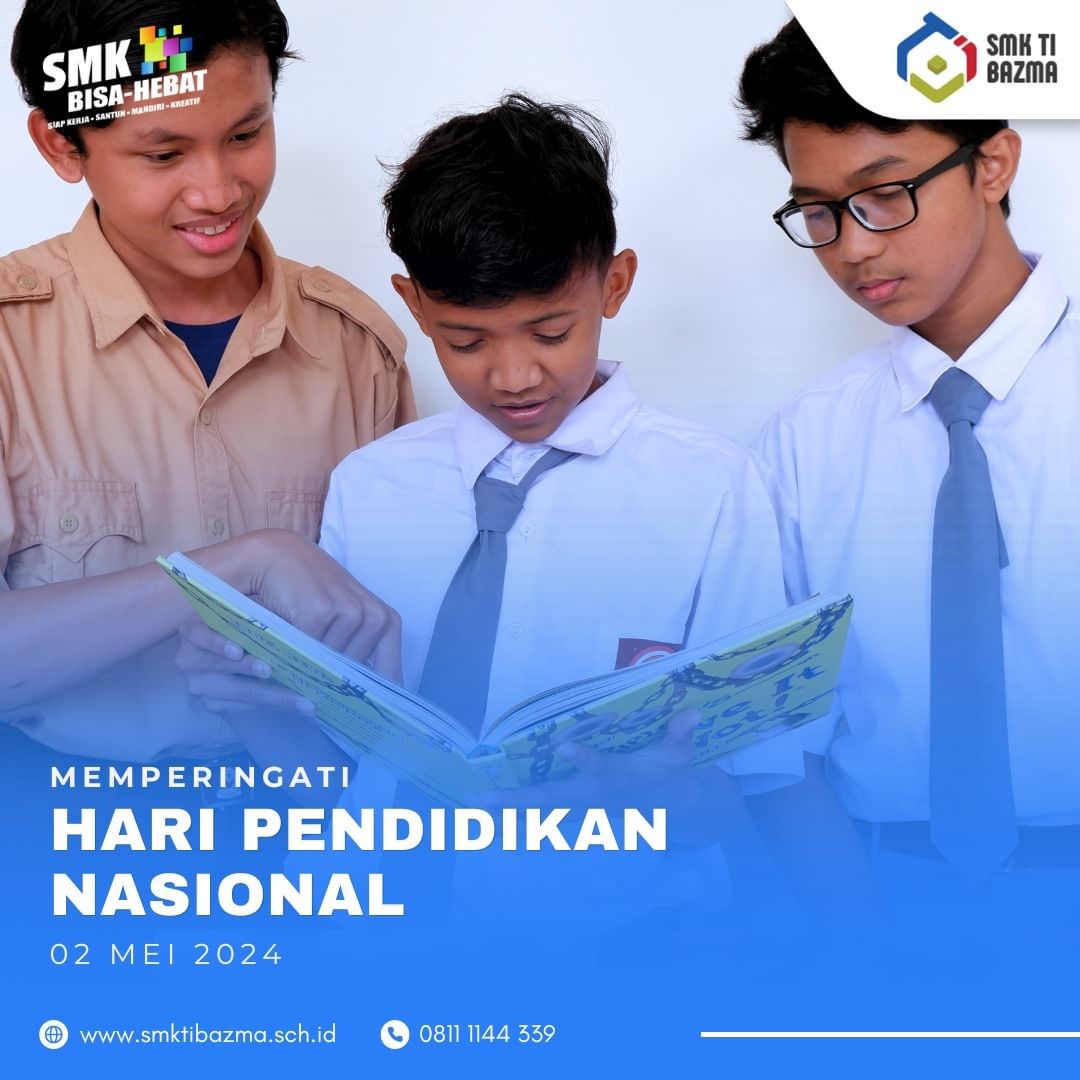 SMK
BISA-HEBAT
SIAP KERJA • SANTUN • MANDIRI • KREATIF
SMK TI
BAZMA
MEMPERINGATI
HARI PENDIDIKAN
NASIONAL
02 MEI 2024
www.smktibazma.sch.id
0811 1144 339